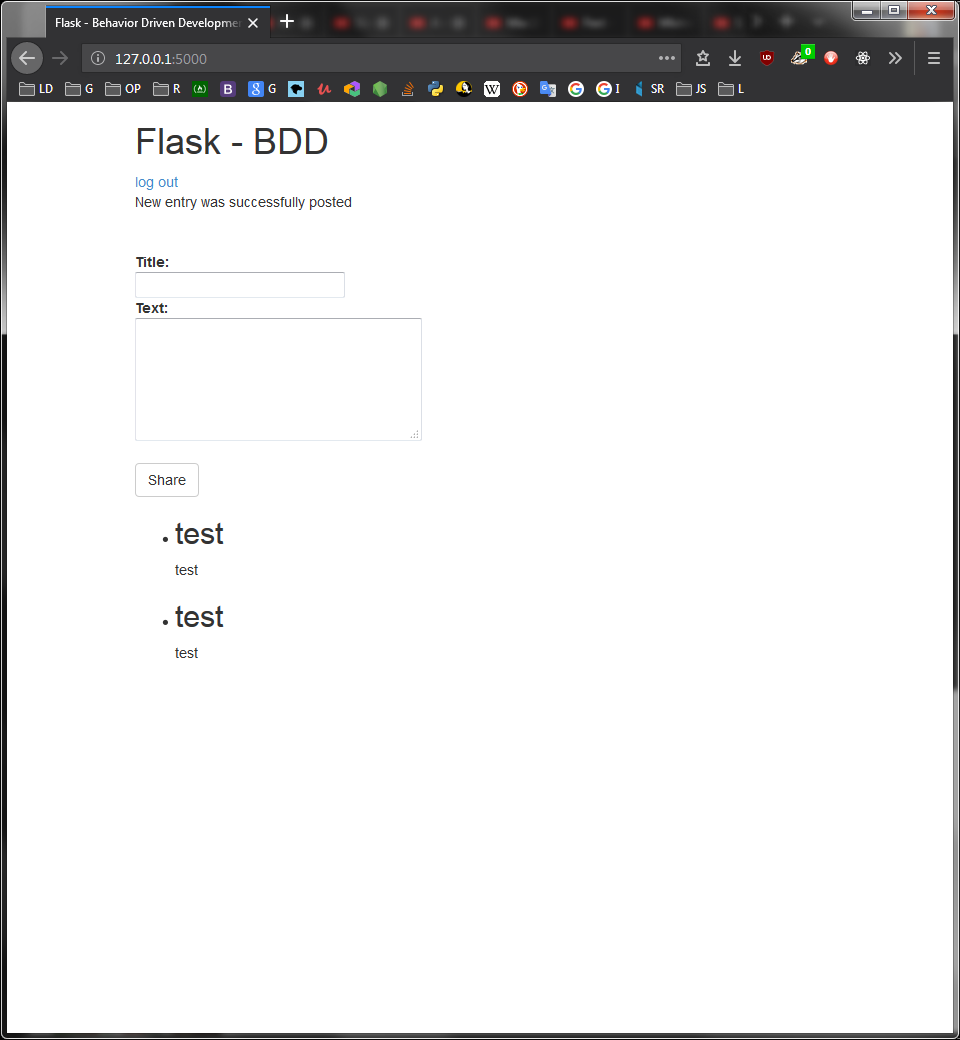 Flask - Behavior Driven Developme
127.0.0.1:5000
0
LD G OP R B G W G I SR JS L
Flask - BDD
log out
New entry was successfully posted
Title:
Text:
Share
test
test
test
test